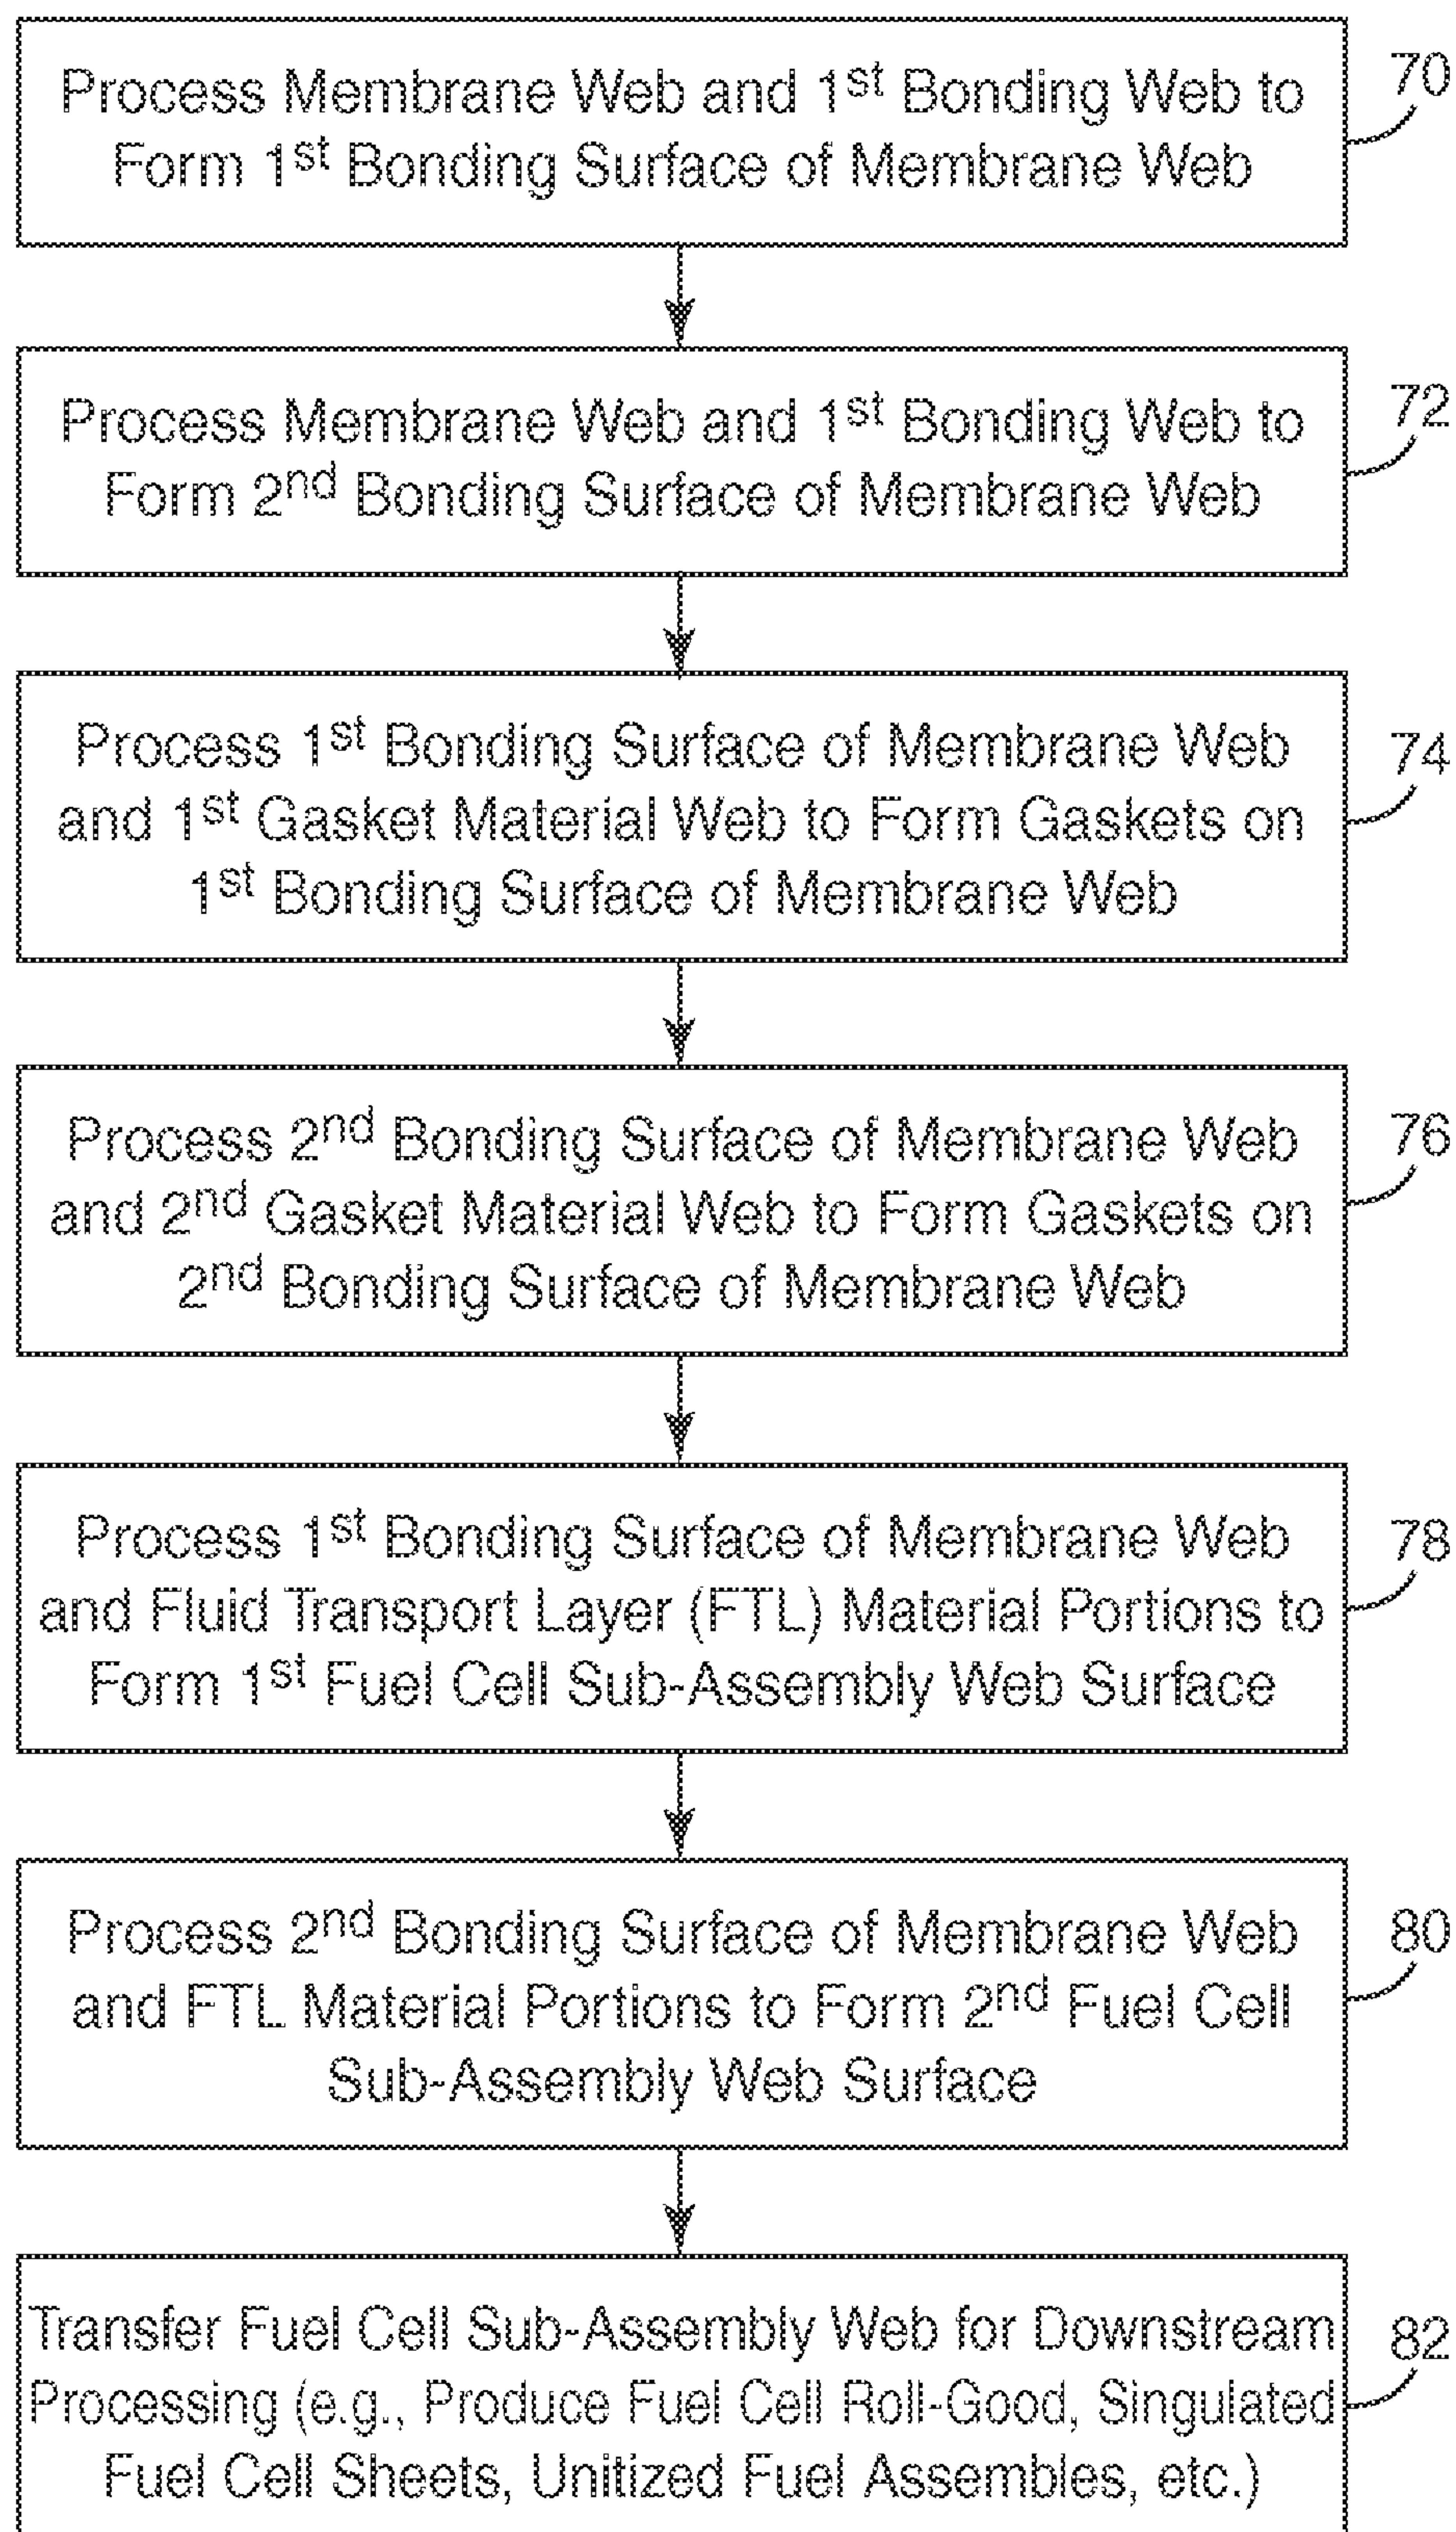 Process Membrane Web and 1st Bonding Web to
Form 1st Bonding Surface of Membrane Web
70
Process Membrane Web and 1st Bonding Web to
Form 2nd Bonding Surface of Membrane Web
72
Process 1st Bonding Surface of Membrane Web
and 1st Gasket Material Web to Form Gaskets on
1st Bonding Surface of Membrane Web
74
Process 2nd Bonding Surface of Membrane Web
and 2nd Gasket Material Web to Form Gaskets on
2nd Bonding Surface of Membrane Web
76
Process 1st Bonding Surface of Membrane Web
and Fluid Transport Layer (FTL) Material Portions to
Form 1st Fuel Cell Sub-Assembly Web Surface
78
Process 2nd Bonding Surface of Membrane Web
and FTL Material Portions to Form 2nd Fuel Cell
Sub-Assembly Web Surface
80
Transfer Fuel Cell Sub-Assembly Web for Downstream
Processing (e.g., Produce Fuel Cell Roll-Good, Singulated
Fuel Cell Sheets, Unitized Fuel Assembles, etc.)
82